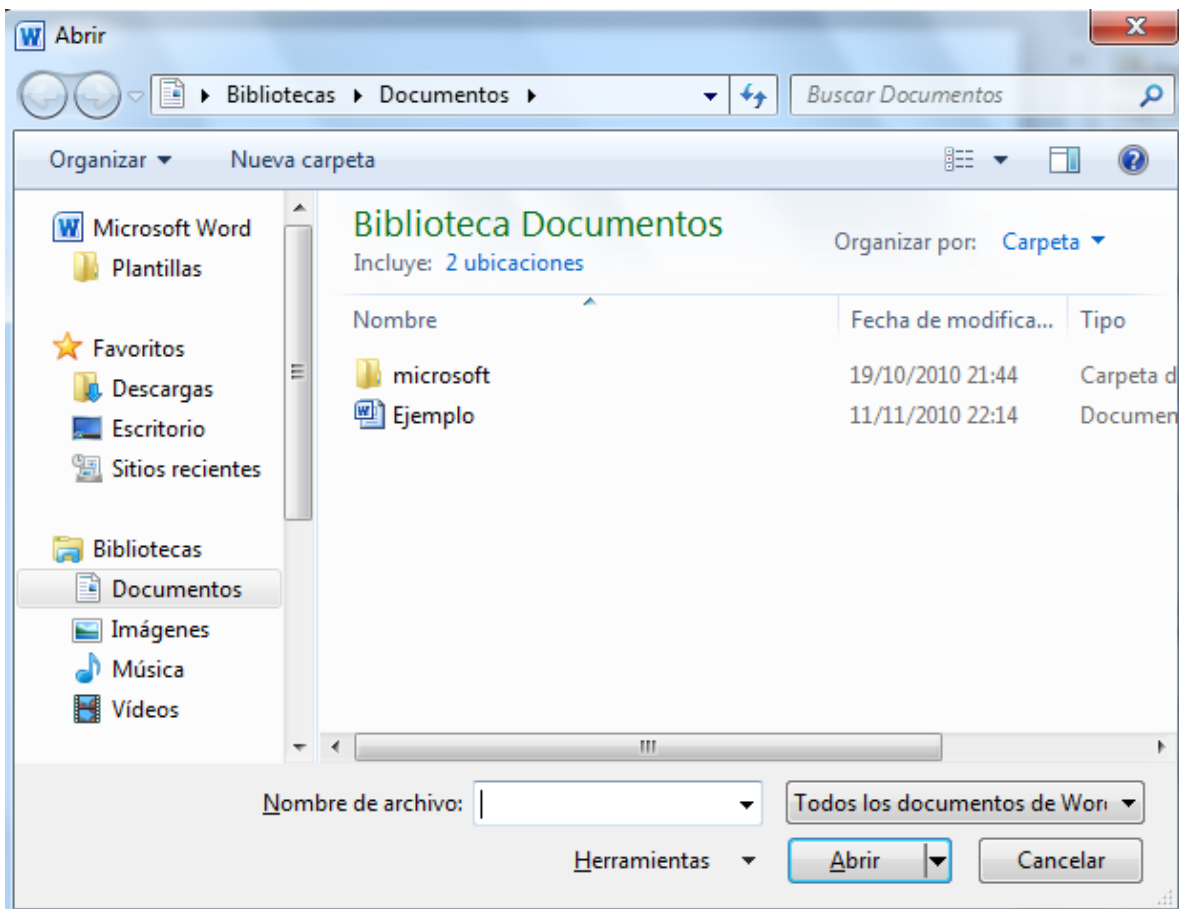 Abrir
Bibliotecas Documentos
Buscar Documentos
Organizar Nueva carpeta
Microsoft Word
Plantillas
Favoritos
Descargas
Escritorio
Sitios recientes
Bibliotecas
Documentos
Imágenes
Música
Vídeos
Biblioteca Documentos
Incluye: 2 ubicaciones
Organizar por: Carpeta
Nombre Fecha de modifica... Tipo
microsoft 19/10/2010 21:44 Carpeta d
Ejemplo 11/11/2010 22:14 Documen
Nombre de archivo:
Todos los documentos de Wor
Herramientas Abrir Cancelar